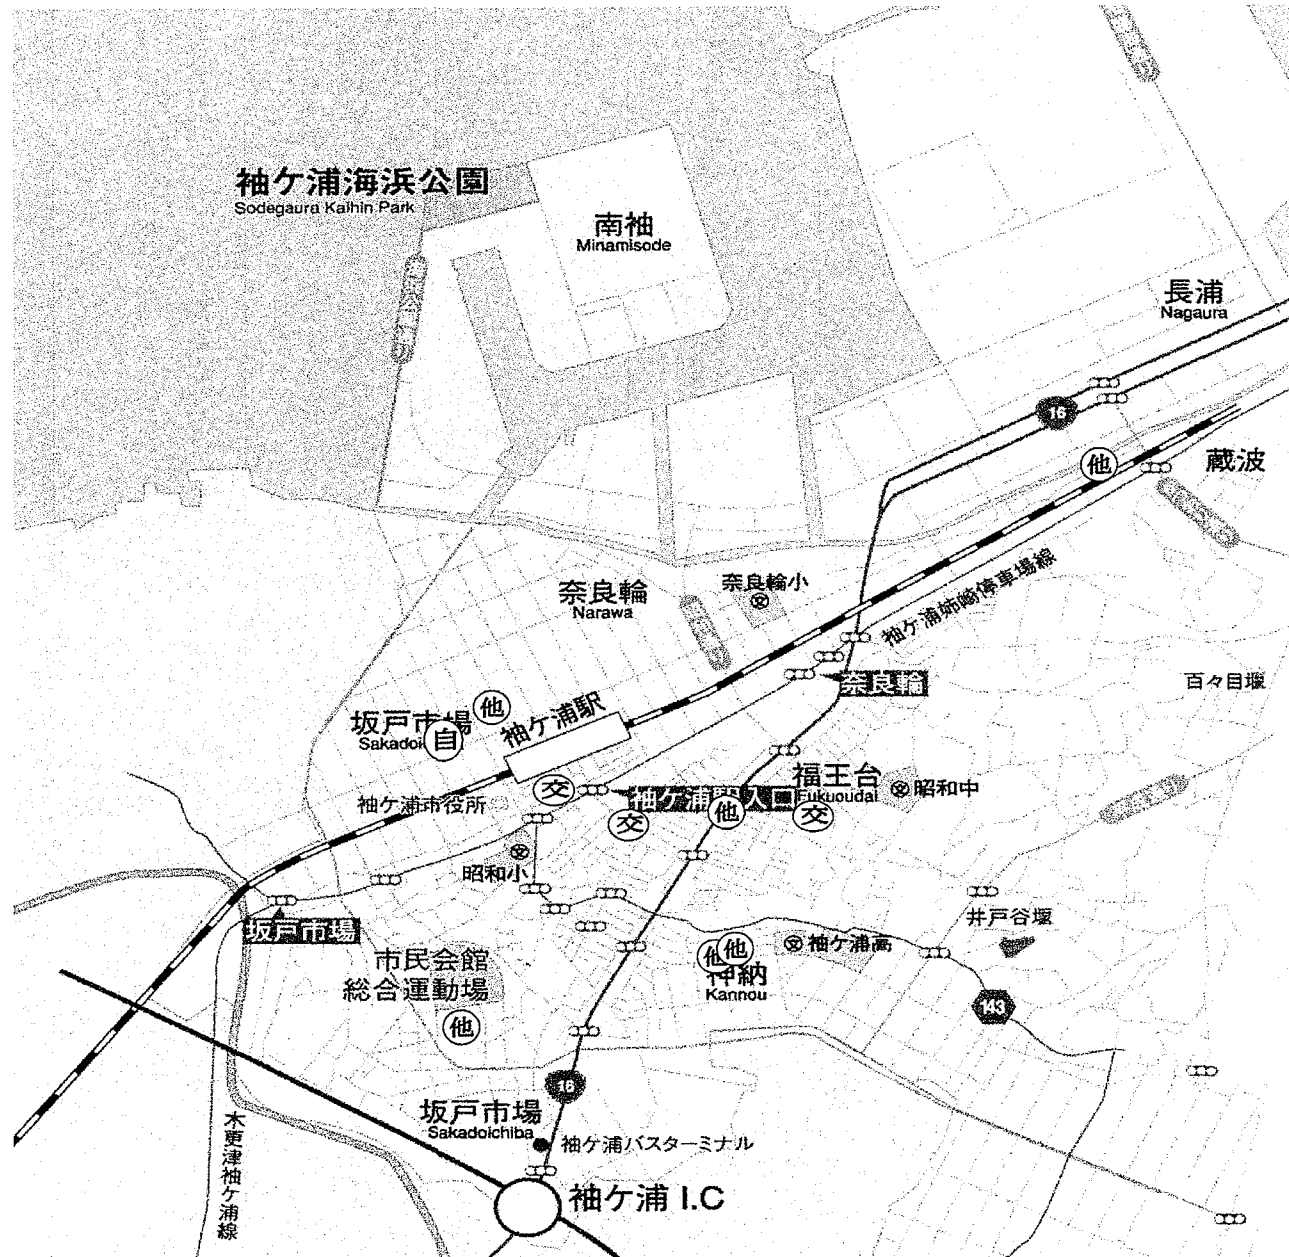 袖ケ浦海浜公園
Sodegaura Kaihin Park
南袖
Minamisode
長浦
Nagaura
16
他
蔵波
奈良輪
Narawa
奈良輪小
文
袖ケ浦姉崎停車場線
奈良輪
百々目堰
坂戸市場
他
自
袖ケ浦駅
福王台
Fukuoudai
文
昭和中
袖ケ浦市役所
交
交
他
交
文
昭和小
坂戸市場
井戸谷堰
市民会館
総合運動場
他
他
他
文
袖ケ浦高
神納
Kannou
143
16
坂戸市場
Sakadoichiba
袖ケ浦バスターミナル
木更津袖ケ浦線
袖ケ浦 I.C